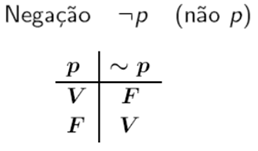 Negação ¬p (não p)
p ∼ p
V F
F V